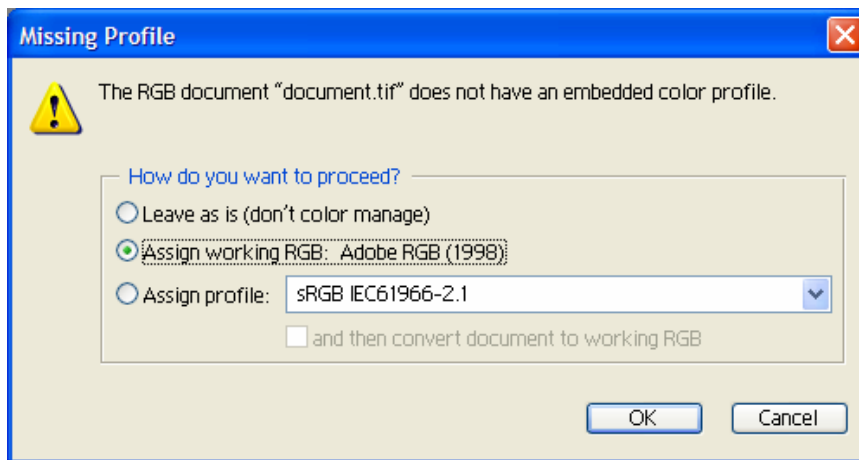 Missing Profile
The RGB document “document.tif” does not have an embedded color profile.
How do you want to proceed?
Leave as is (don't color manage)
Assign working RGB: Adobe RGB (1998)
Assign profile: sRGB IEC61966-2.1
and then convert document to working RGB
OK Cancel